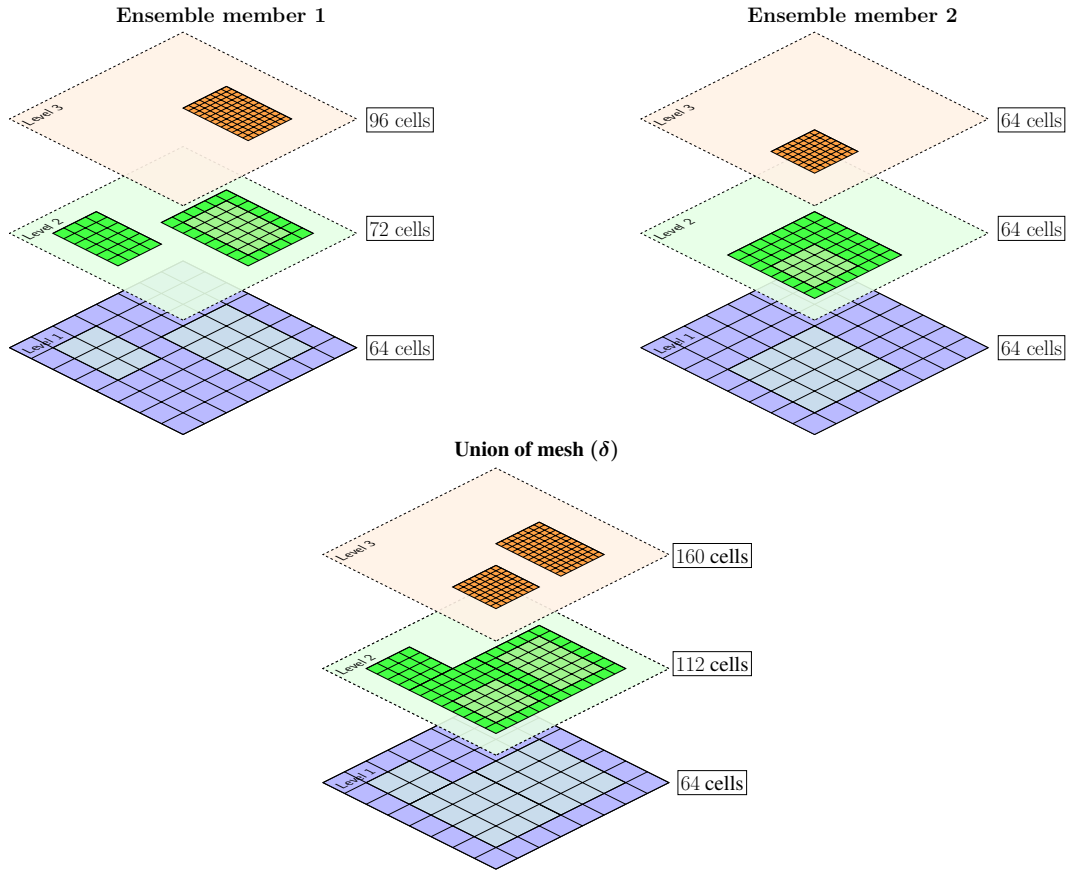 Ensemble member 1
Level 3
96 cells
Level 2
72 cells
Level 1
64 cells
Ensemble member 2
Level 3
64 cells
Level 2
64 cells
Level 1
64 cells
Union of mesh (δ)
Level 3
160 cells
Level 2
112 cells
Level 1
64 cells